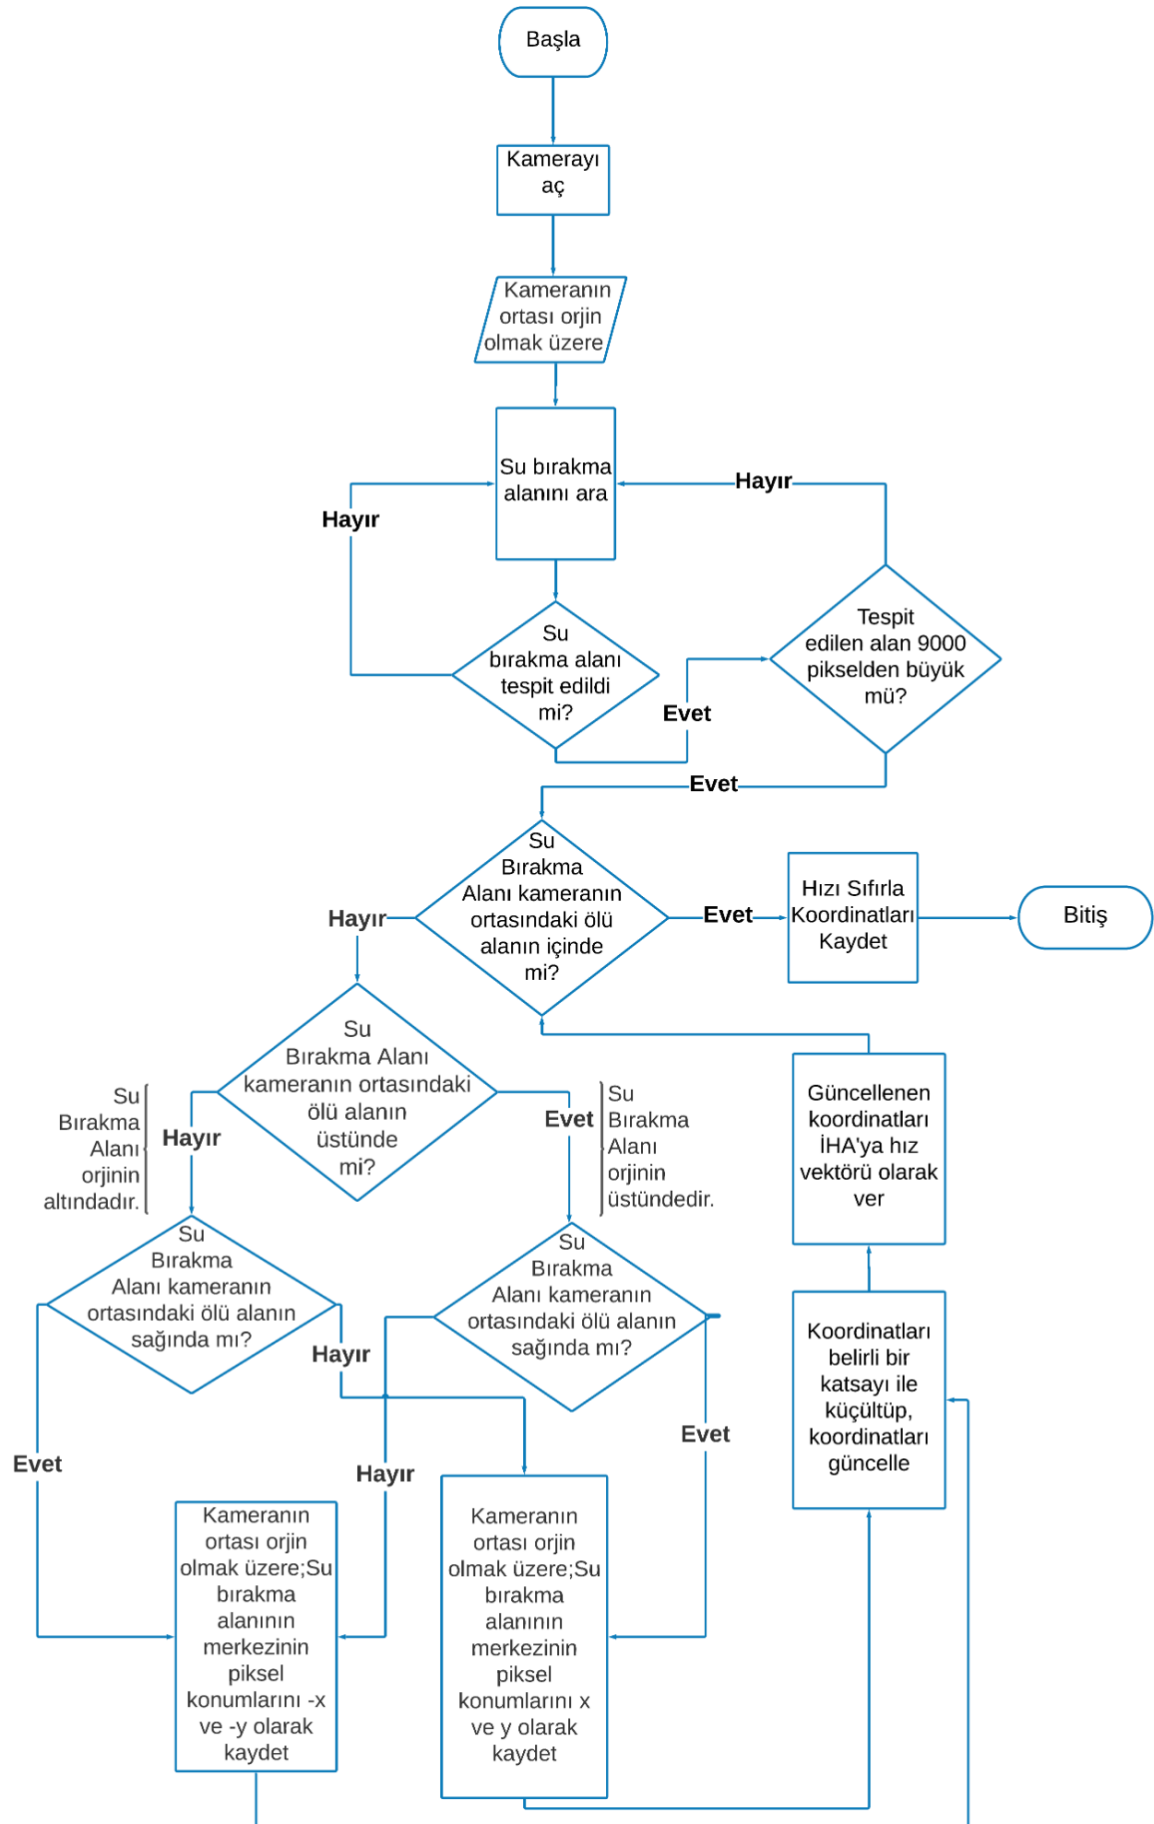 Başla
Kamerayı
aç
Kameranın
ortası orjin
olmak üzere
Su bırakma
alanını ara
Hayır
Hayır
Su
bırakma alanı
tespit edildi
mi?
Tespit
edilen alan 9000
pikselden büyük
mü?
Evet
Evet
Su
Bırakma
Alanı kameranın
ortasındaki ölü
alanın içinde
mi?
Evet
Hızı Sıfırla
Koordinatları
Kaydet
Bitiş
Hayır
Su
Bırakma Alanı
kameranın ortasındaki
ölü alanın
üstünde
mi?
Su
Bırakma
Alanı
orjinin
altındadır.
Hayır
Evet
Su
Bırakma
Alanı
orjinin
üstündedir.
Güncellenen
koordinatları
İHA'ya hız
vektörü olarak
ver
Su
Bırakma
Alanı kameranın
ortasındaki ölü alanın
sağında mı?
Su
Bırakma
Alanı kameranın
ortasındaki ölü alanın
sağında mı?
Hayır
Evet
Hayır
Evet
Koordinatları
belirli bir
katsayı ile
küçültüp,
koordinatları
güncelle
Kameranın
ortası orjin
olmak üzere;Su
bırakma
alanının
merkezinin
piksel
konumlarını -x
ve -y olarak
kaydet
Kameranın
ortası orjin
olmak üzere;Su
bırakma
alanının
merkezinin
piksel
konumlarını x
ve y olarak
kaydet